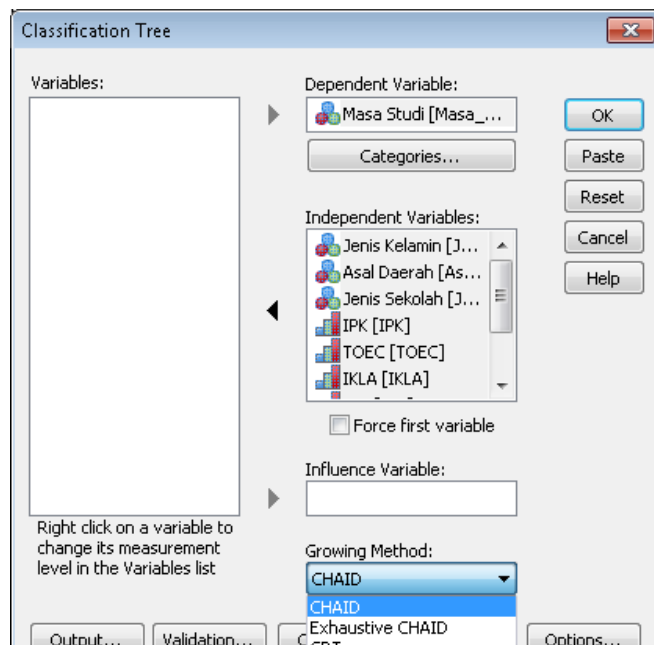 Classification Tree
Variables:
Dependent Variable:
Masa Studi [Masa_...
Categories...
Independent Variables:
Jenis Kelamin [J...
Asal Daerah [As...
Jenis Sekolah [J...
IPK [IPK]
TOEC [TOEC]
IKLA [IKLA]
Force first variable
Influence Variable:
Right click on a variable to
change its measurement
level in the Variables list
Growing Method:
CHAID
CHAID
Exhaustive CHAID
OK
Paste
Reset
Cancel
Help
Output...
Validation...
Options...